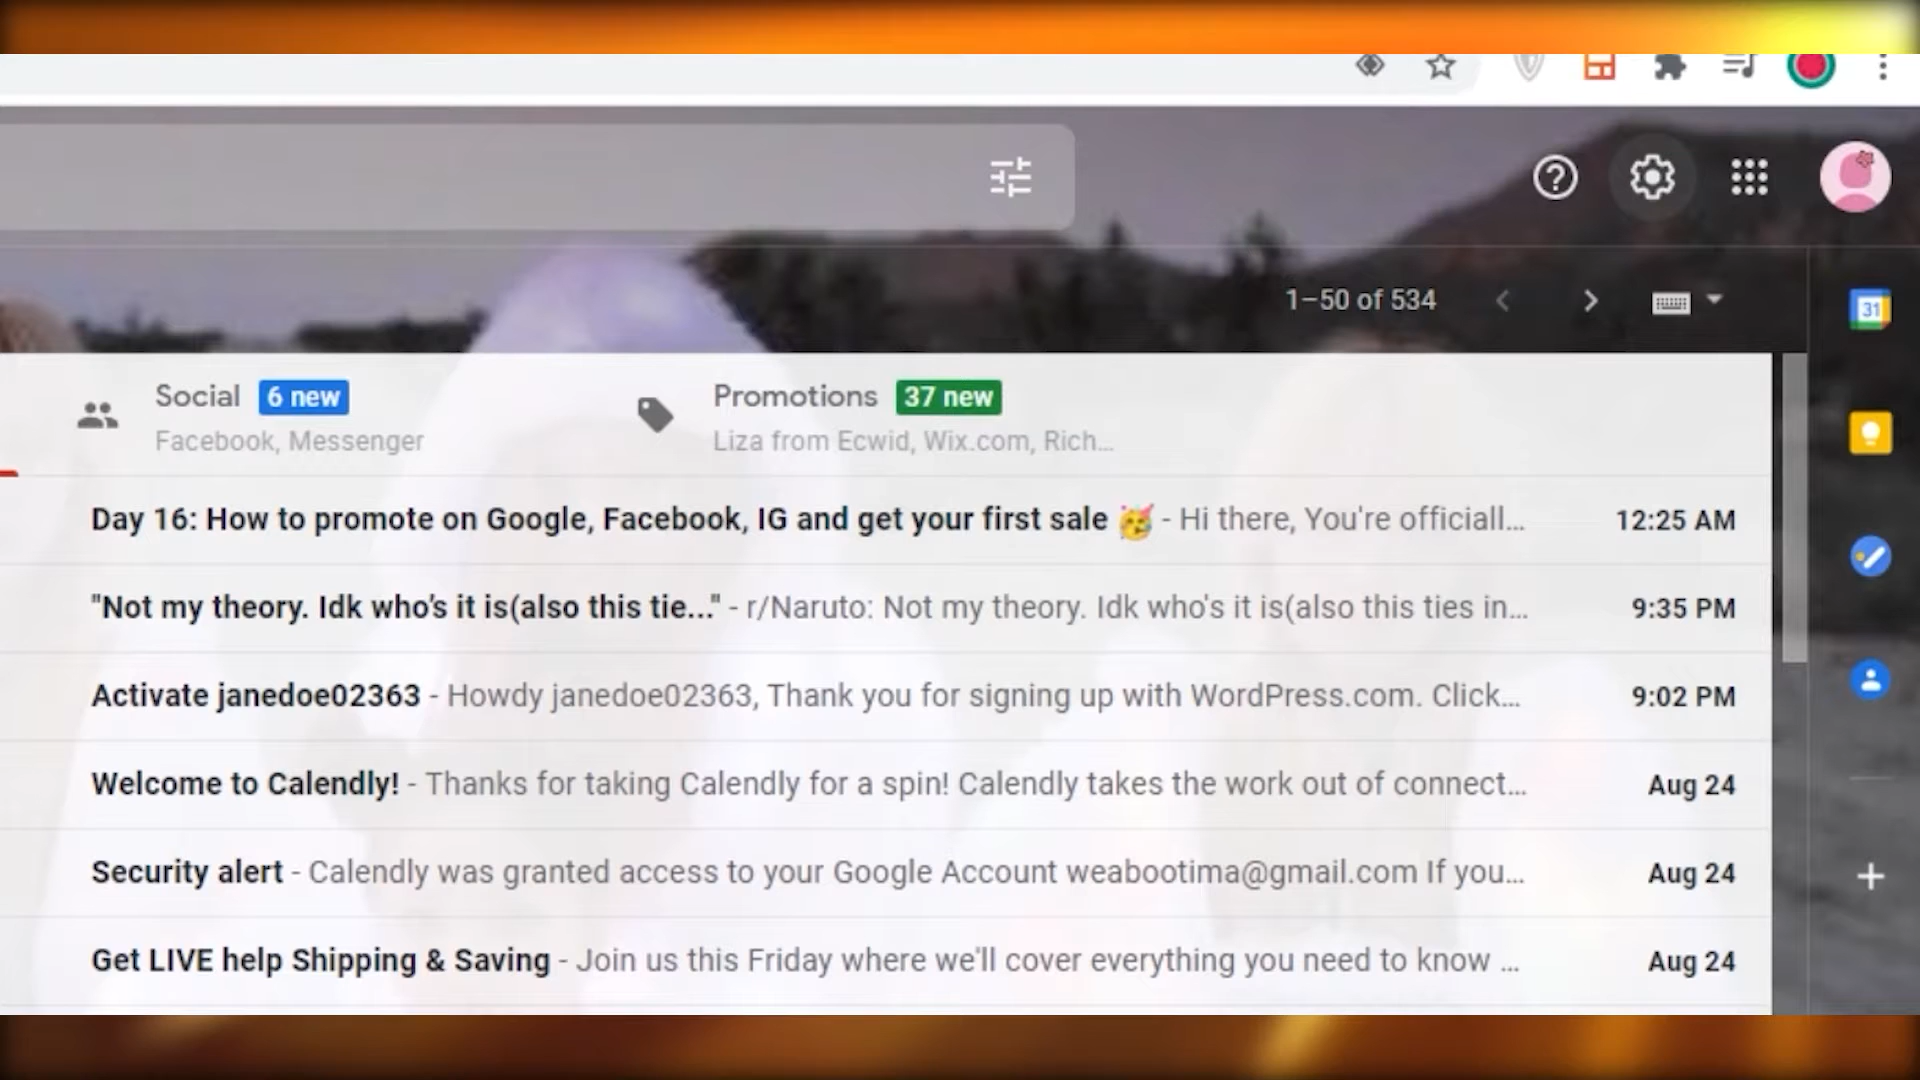 1–50 of 534
31
Social 6 new
Facebook, Messenger
Promotions 37 new
Liza from Ecwid, Wix.com, Rich...
Day 16: How to promote on Google, Facebook, IG and get your first sale 🥳 - Hi there, You're officiall... 12:25 AM
"Not my theory. Idk who's it is(also this tie..." - r/Naruto: Not my theory. Idk who's it is(also this ties in... 9:35 PM
Activate janedoe02363 - Howdy janedoe02363, Thank you for signing up with WordPress.com. Click... 9:02 PM
Welcome to Calendly! - Thanks for taking Calendly for a spin! Calendly takes the work out of connect... Aug 24
Security alert - Calendly was granted access to your Google Account weabootima@gmail.com If you... Aug 24
Get LIVE help Shipping & Saving - Join us this Friday where we'll cover everything you need to know ... Aug 24